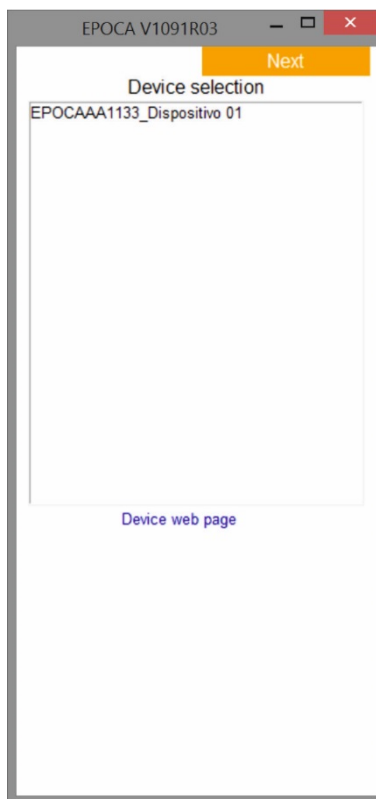 EPOCA V1091R03
Next
Device selection
EPOCAAA1133_Dispositivo 01
Device web page